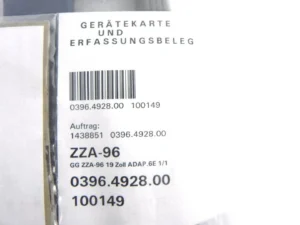 GERÄTEKARTE
UND
ERFASSUNGSBELEG
0396.4928.00 100149
Auftrag:
1438851 0396.4928.00
ZZA-96
GG ZZA-96 19 Zoll ADAP.6E 1/1
0396.4928.00
100149